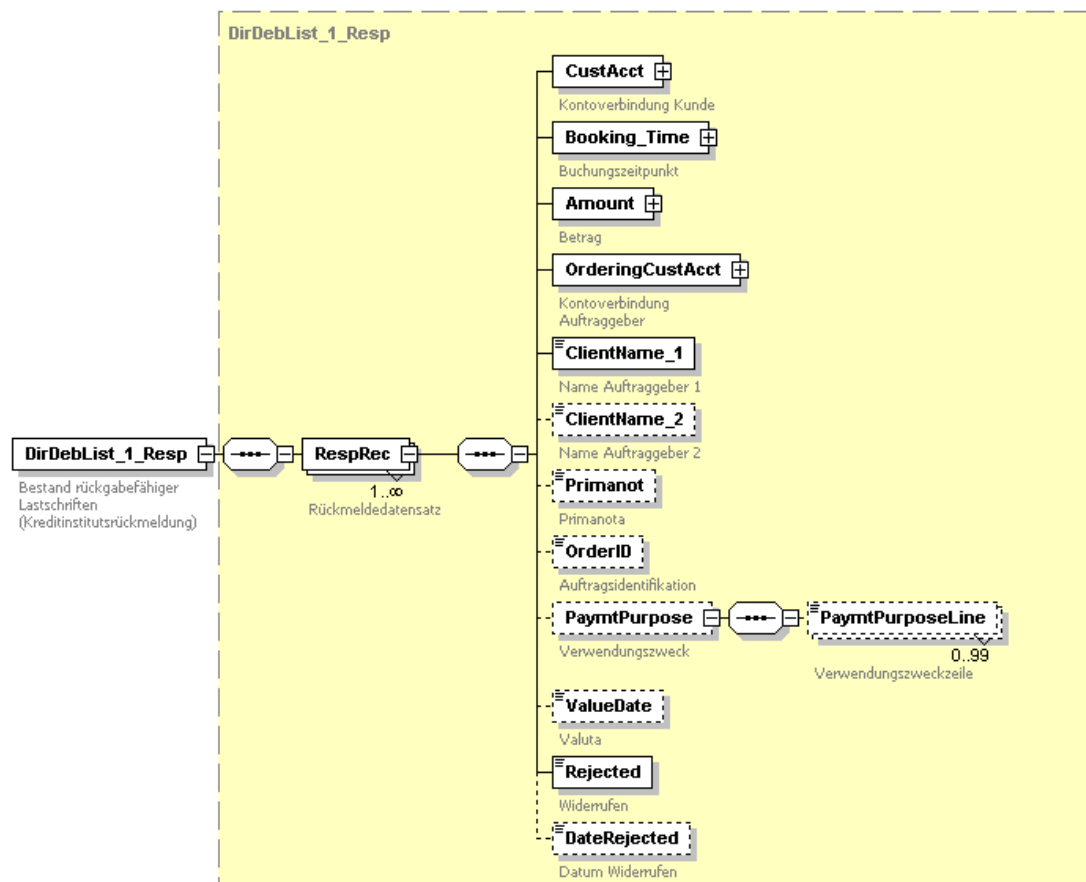 DirDebList_1_Resp
CustAcct
Kontoverbindung Kunde
Booking_Time
Buchungszeitpunkt
Amount
Betrag
OrderingCustAcct
Kontoverbindung
Auftraggeber
ClientName_1
Name Auftraggeber 1
ClientName_2
Name Auftraggeber 2
DirDebList_1_Resp
Bestand rückgabefähiger
Lastschriften
(Kreditinstitutsrückmeldung)
RespRec
1..∞
Rückmeldedatensatz
Primanot
Primanota
OrderID
Auftragsidentifikation
PaymtPurpose
Verwendungszweck
PaymtPurposeLine
0..99
Verwendungszweckzeile
ValueDate
Valuta
Rejected
Widerrufen
DateRejected
Datum Widerrufen